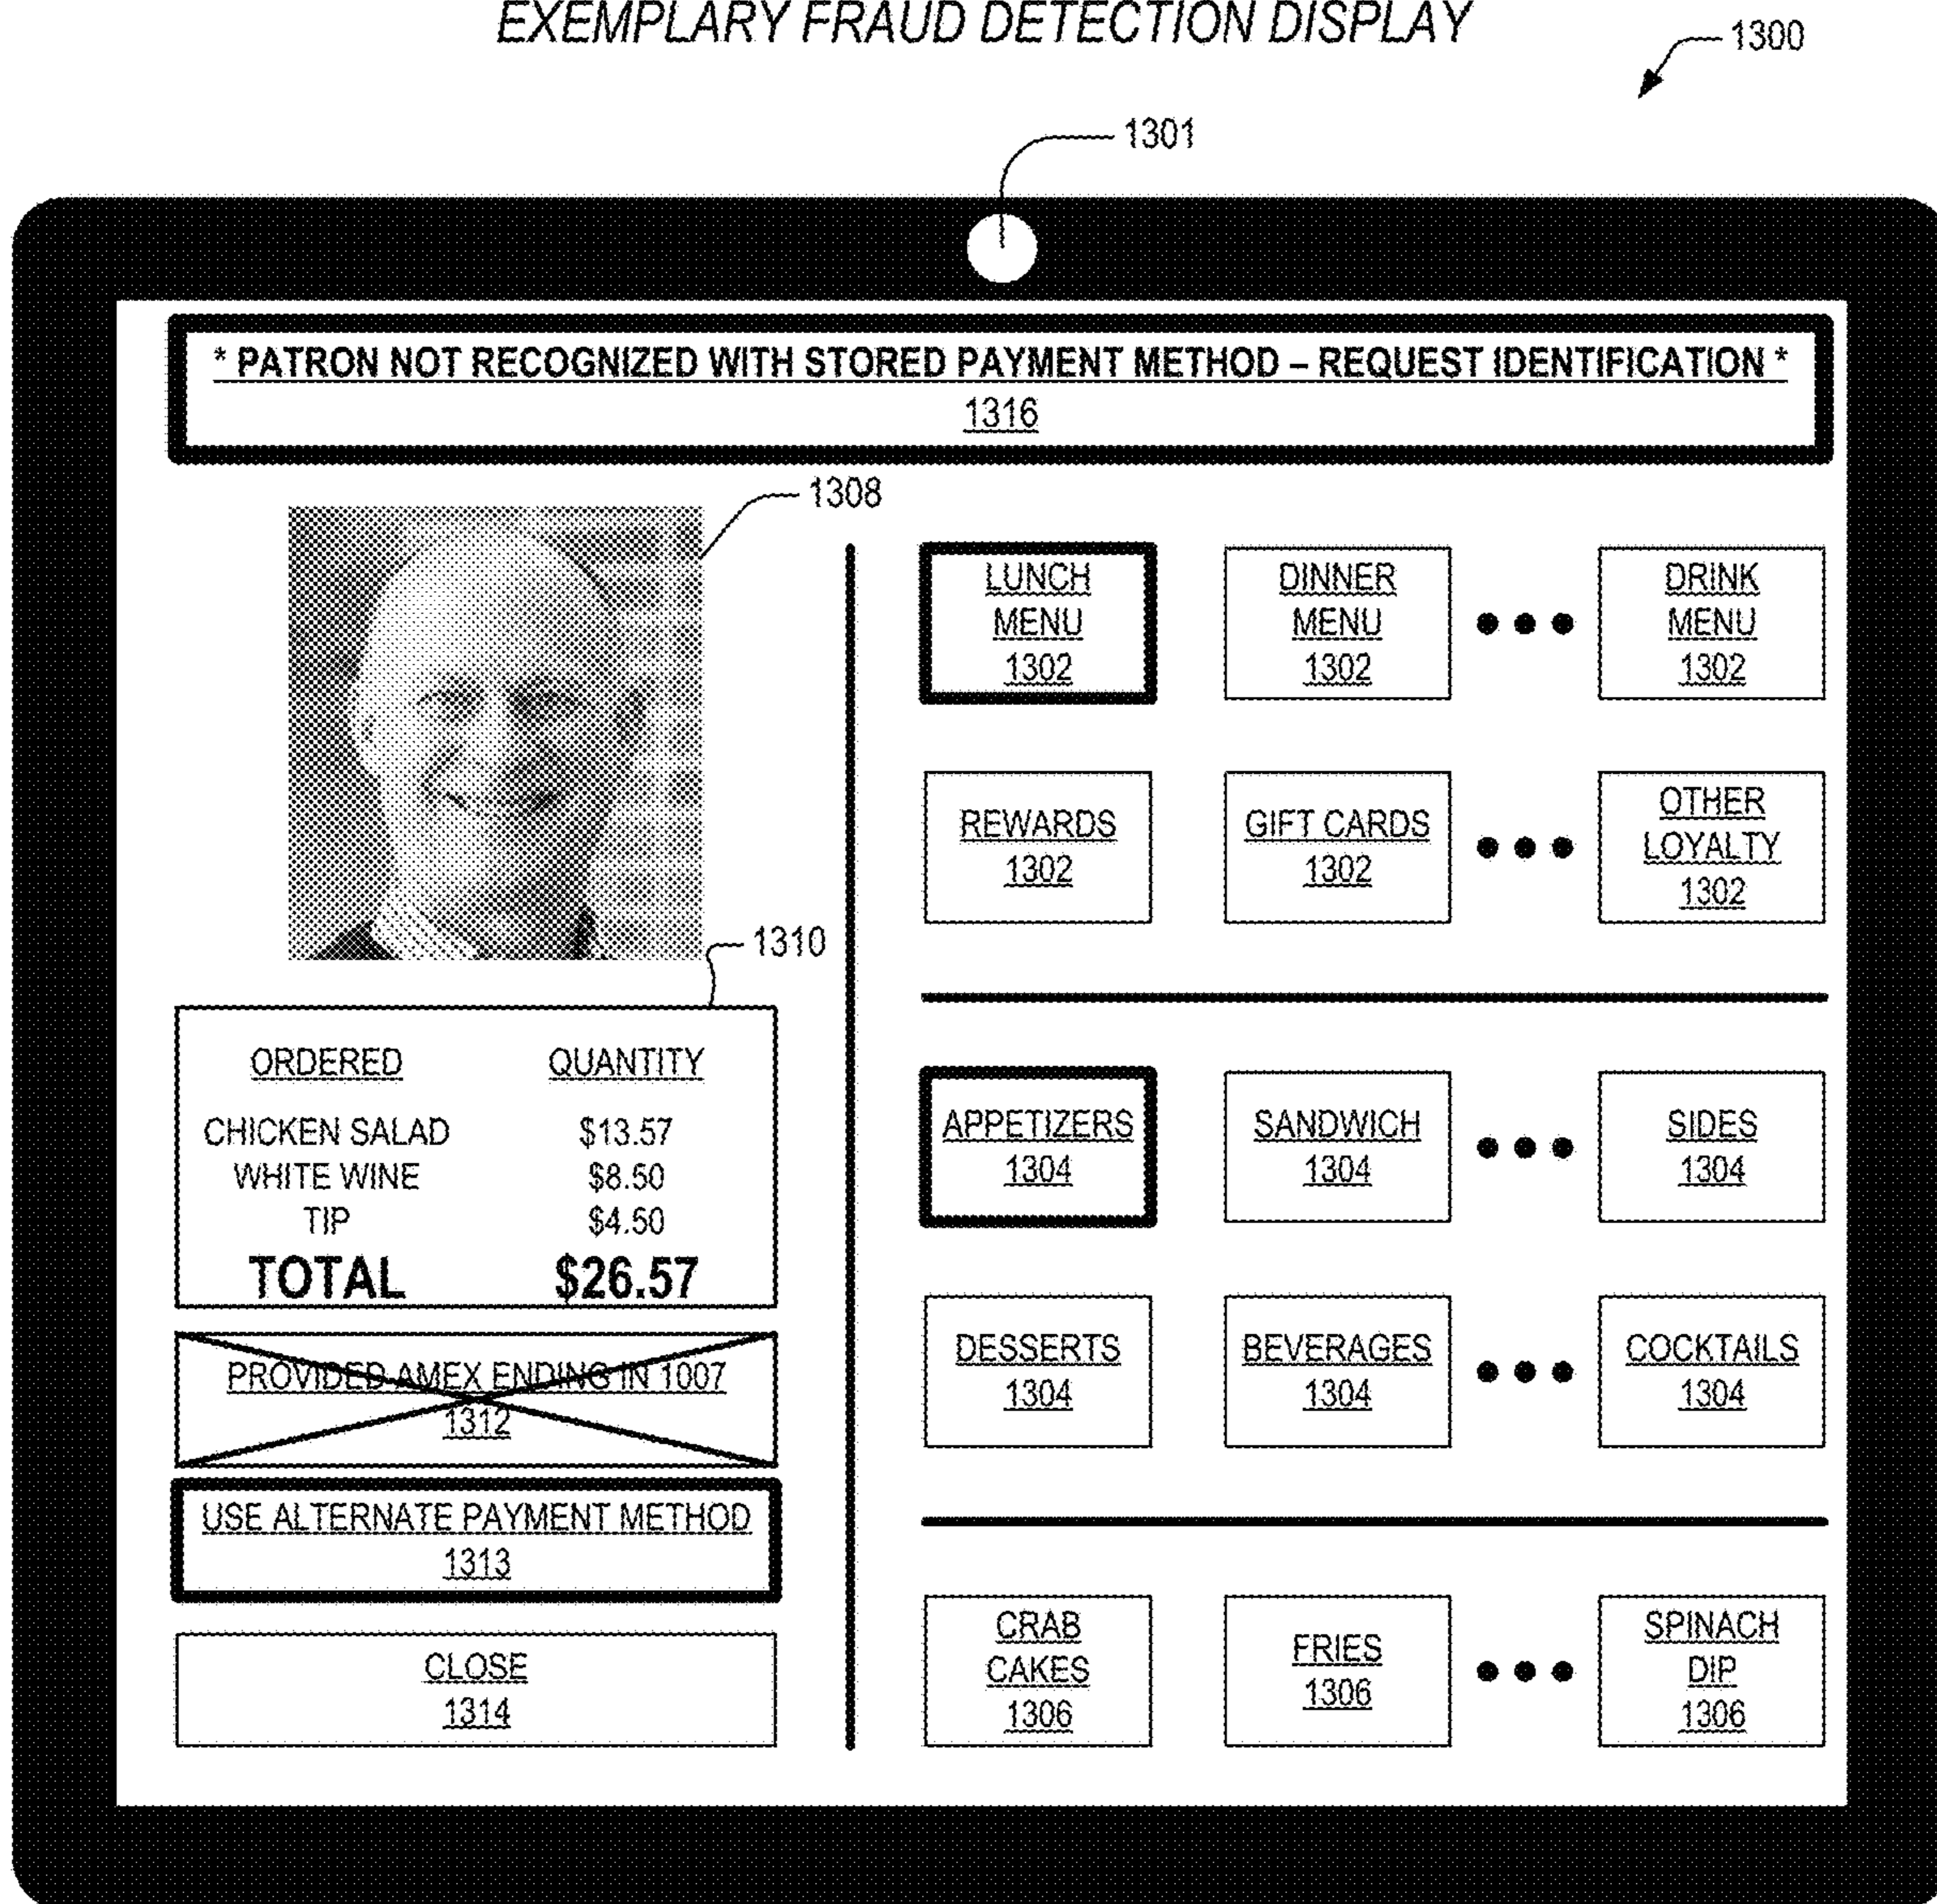 EXEMPLARY FRAUD DETECTION DISPLAY
1300
1301
* PATRON NOT RECOGNIZED WITH STORED PAYMENT METHOD – REQUEST IDENTIFICATION *
1316
1308
1310
ORDERED QUANTITY
CHICKEN SALAD $13.57
WHITE WINE $8.50
TIP $4.50
TOTAL $26.57
PROVIDED AMEX ENDING IN 1007
1312
USE ALTERNATE PAYMENT METHOD
1313
CLOSE
1314
LUNCH
MENU
1302
DINNER
MENU
1302
DRINK
MENU
1302
REWARDS
1302
GIFT CARDS
1302
OTHER
LOYALTY
1302
APPETIZERS
1304
SANDWICH
1304
SIDES
1304
DESSERTS
1304
BEVERAGES
1304
COCKTAILS
1304
CRAB
CAKES
1306
FRIES
1306
SPINACH
DIP
1306